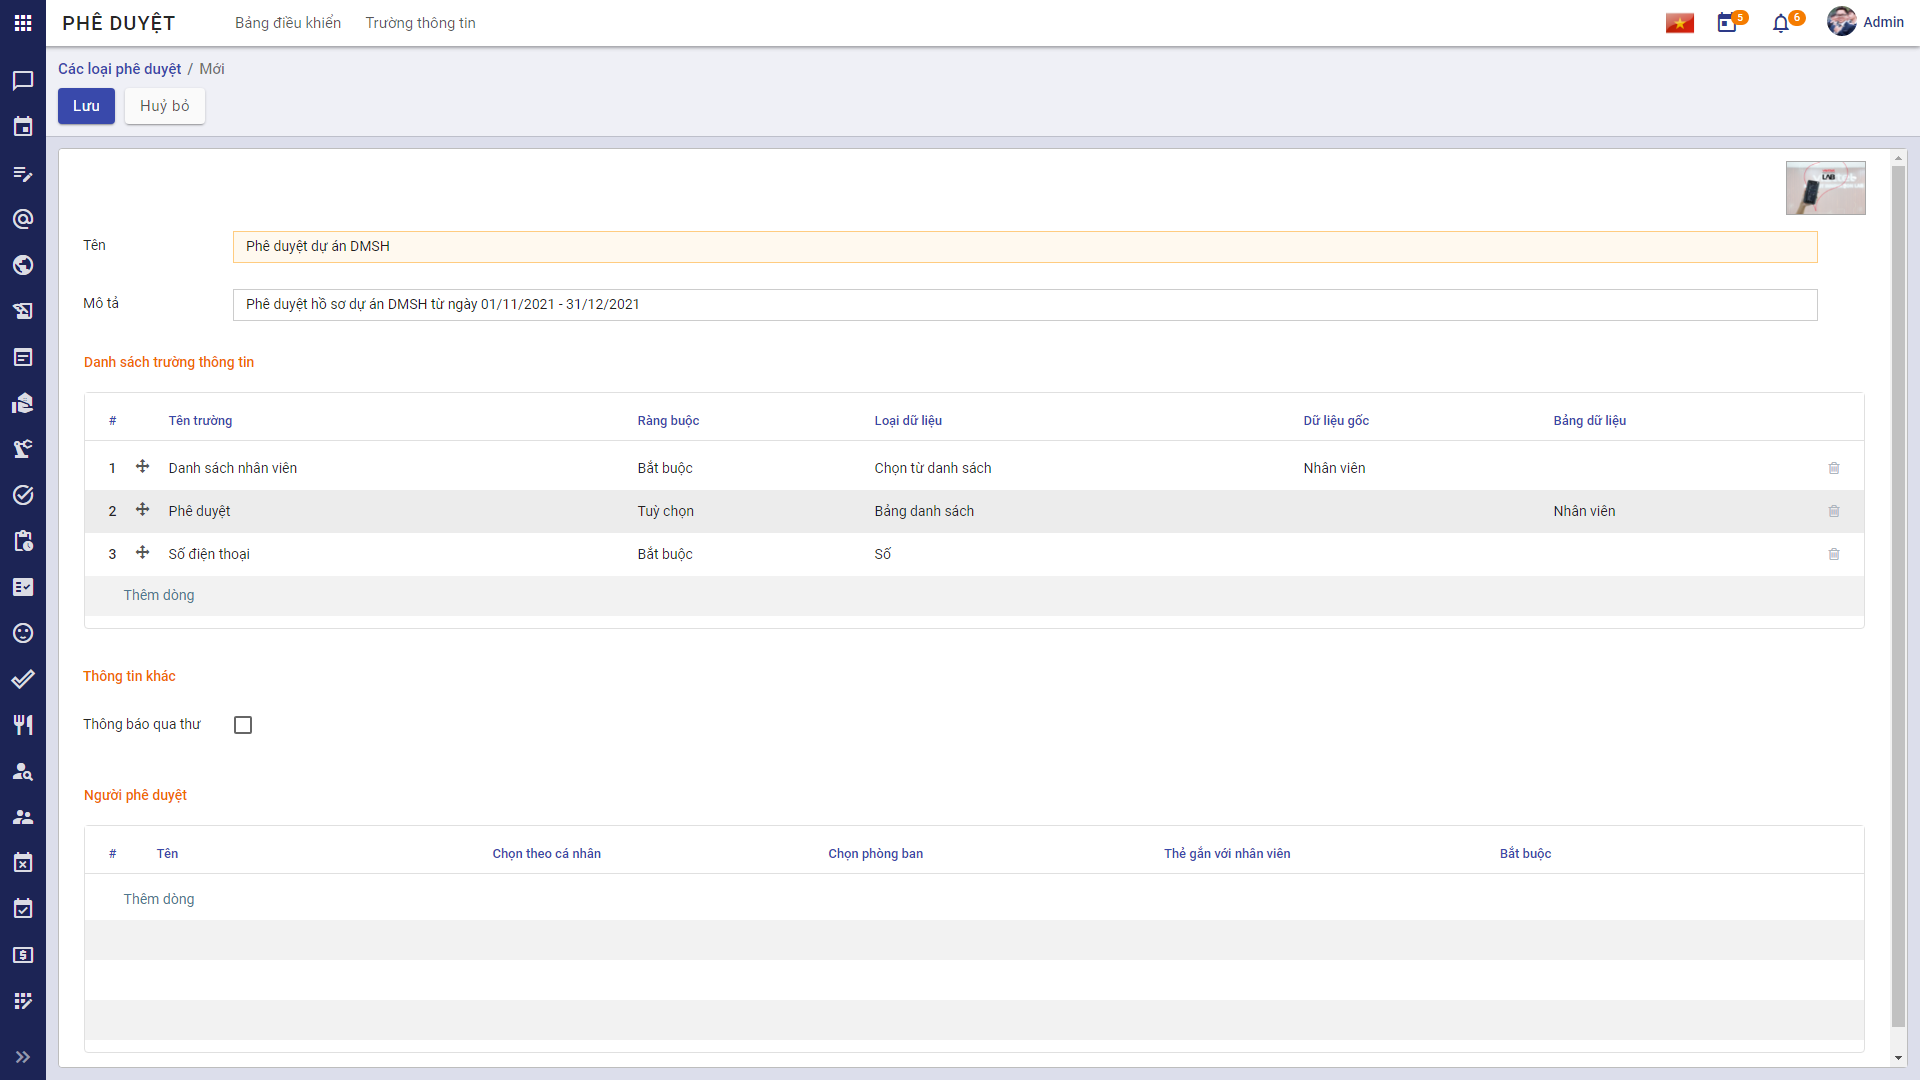 PHÊ DUYỆT
Bảng điều khiển
Trường thông tin
5
6
Admin
Các loại phê duyệt / Mới
Lưu
Huỷ bỏ
LAB
Tên
Phê duyệt dự án DMSH
Mô tả
Phê duyệt hồ sơ dự án DMSH từ ngày 01/11/2021 - 31/12/2021
Danh sách trường thông tin
# Tên trường Ràng buộc Loại dữ liệu Dữ liệu gốc Bảng dữ liệu
1 Danh sách nhân viên Bắt buộc Chọn từ danh sách Nhân viên
2 Phê duyệt Tuỳ chọn Bảng danh sách Nhân viên
3 Số điện thoại Bắt buộc Số
Thêm dòng
Thông tin khác
Thông báo qua thư
Người phê duyệt
# Tên Chọn theo cá nhân Chọn phòng ban Thẻ gắn với nhân viên Bắt buộc
Thêm dòng